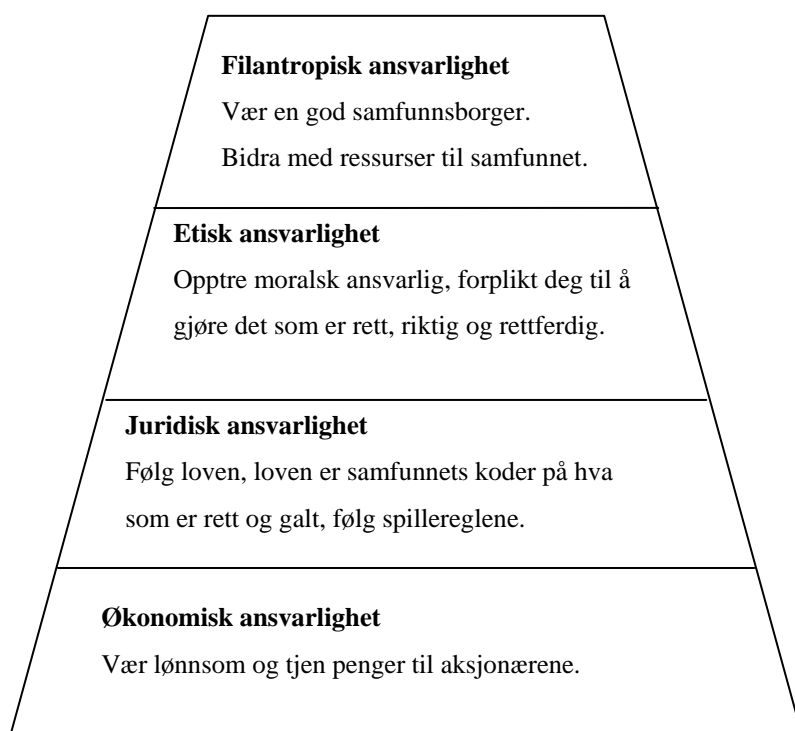 Filantropisk ansvarlighet
Vær en god samfunnsborger.
Bidra med ressurser til samfunnet.
Etisk ansvarlighet
Opptre moralsk ansvarlig, forplikt deg til å
gjøre det som er rett, riktig og rettferdig.
Juridisk ansvarlighet
Følg loven, loven er samfunnets koder på hva
som er rett og galt, følg spillereglene.
Økonomisk ansvarlighet
Vær lønnsom og tjen penger til aksjonærene.